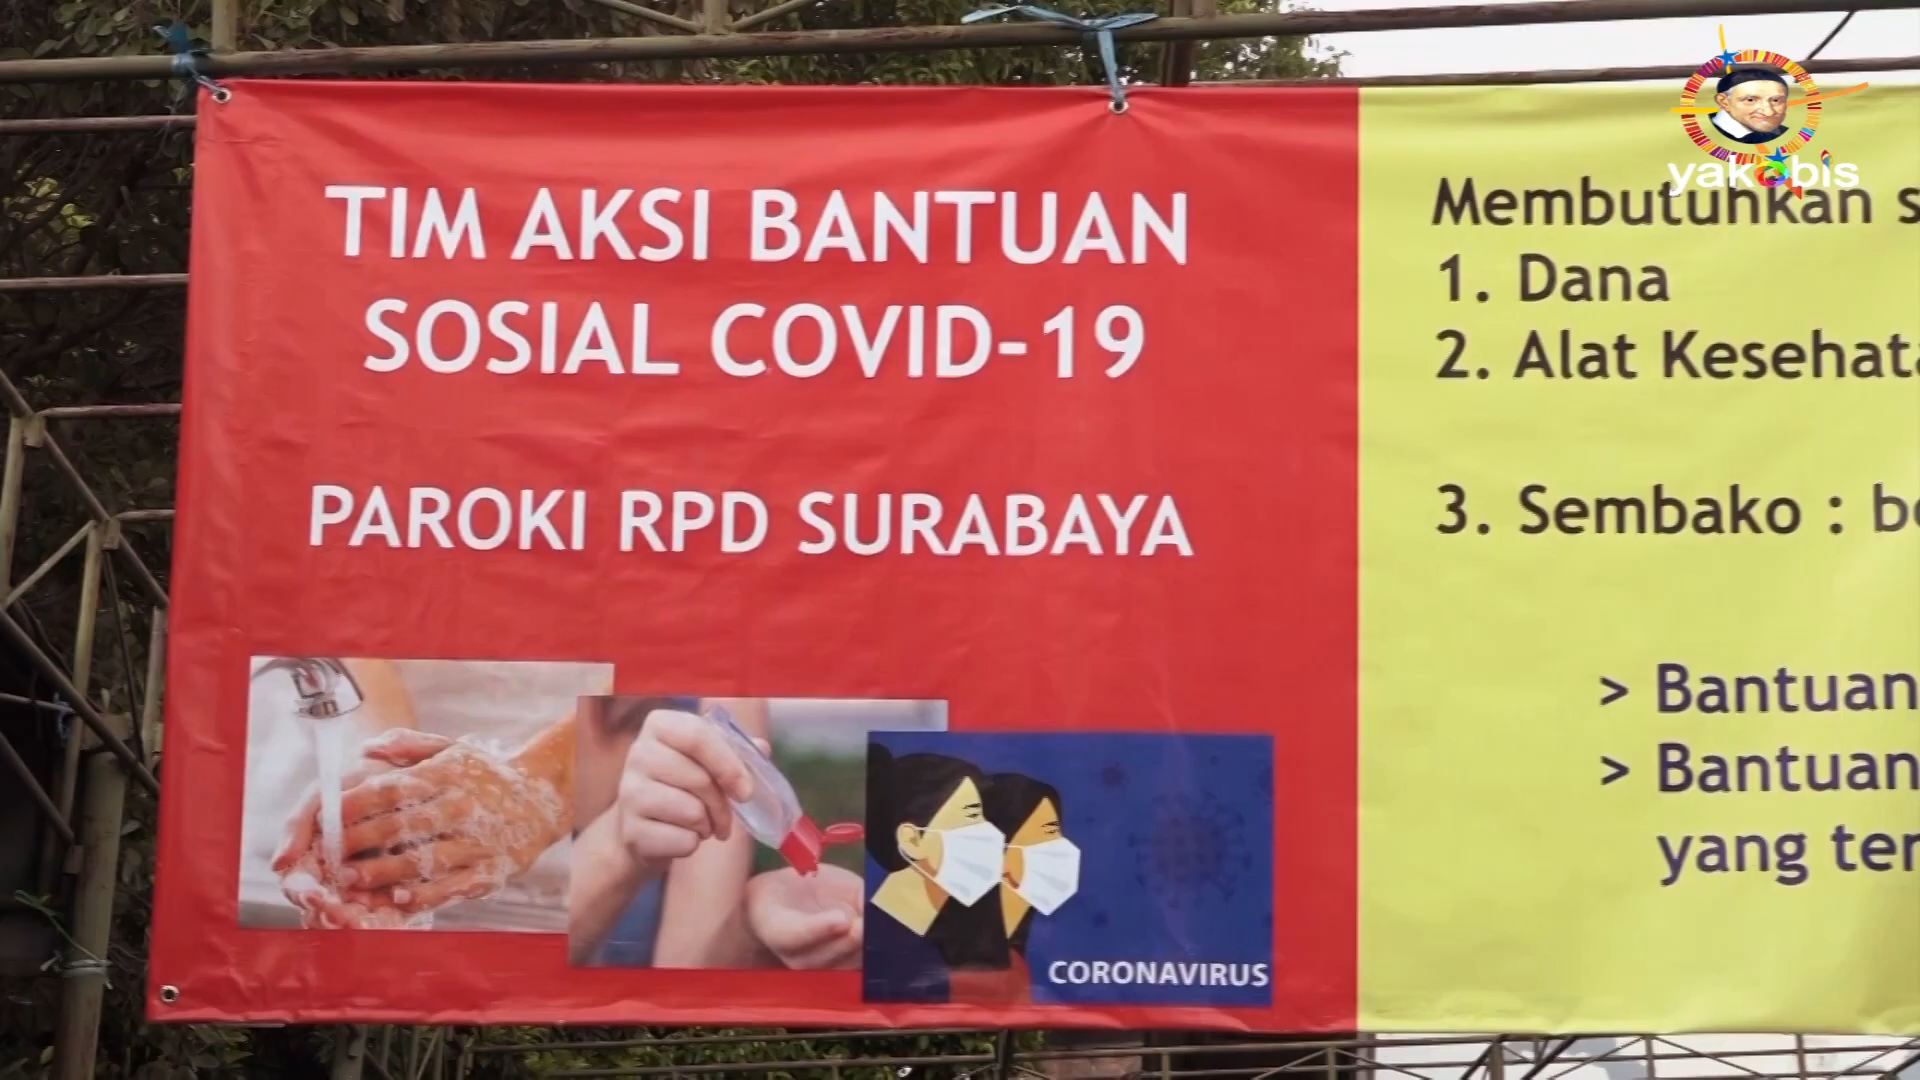 TIM AKSI BANTUAN
SOSIAL COVID-19
PAROKI RPD SURABAYA
CORONAVIRUS
yakobis
Membutuhkan
1. Dana
2. Alat
3. Sembako :
> Bantuan
> Bantuan
yang